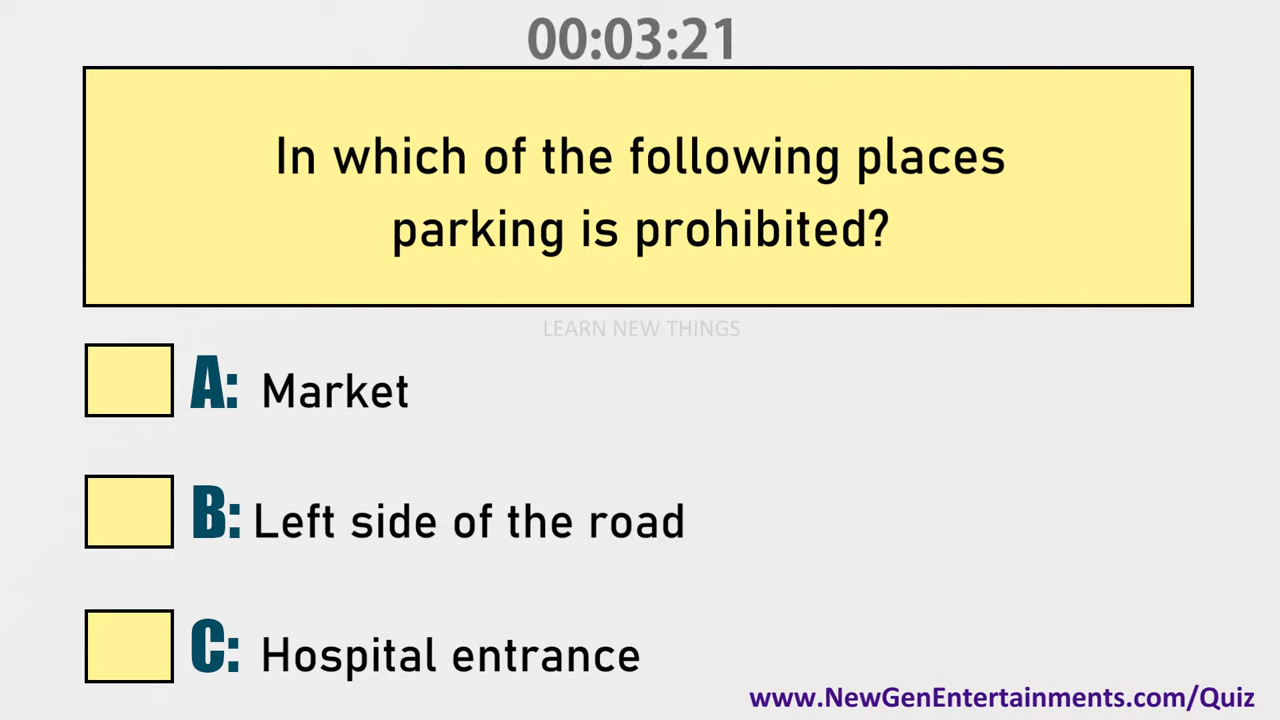 00:03:21
In which of the following places
parking is prohibited?
LEARN NEW THINGS
A: Market
B: Left side of the road
C: Hospital entrance
www.NewGenEntertainments.com/Quiz